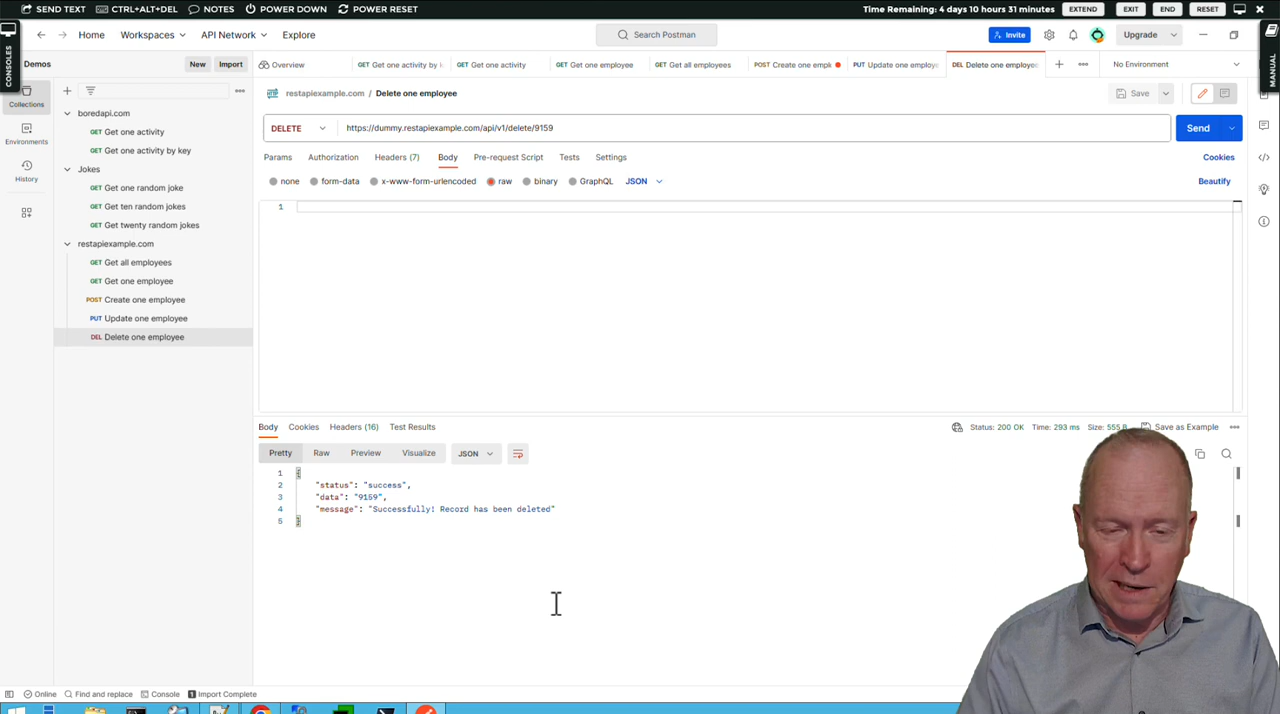 SEND TEXT CTRL+ALT+DEL NOTES POWER DOWN POWER RESET Time Remaining: 4 days 10 hours 31 minutes EXTEND EXIT END RESET
CONSOLES
MANUAL
Home Workspaces API Network Explore Search Postman Invite Upgrade
Demos New Import Overview GET Get one activity by k GET Get one activity GET Get one employee GET Get all employees POST Create one empl PUT Update one employ DEL Delete one employe No Environment
Collections
Environments
History
boredapi.com
GET Get one activity
GET Get one activity by key
Jokes
GET Get one random joke
GET Get ten random jokes
GET Get twenty random jokes
restapiexample.com
GET Get all employees
GET Get one employee
POST Create one employee
PUT Update one employee
DEL Delete one employee
restapiexample.com / Delete one employee Save
DELETE https://dummy.restapiexample.com/api/v1/delete/9159 Send
Params Authorization Headers (7) Body Pre-request Script Tests Settings Cookies
none form-data x-www-form-urlencoded raw binary GraphQL JSON Beautify
1
Body Cookies Headers (16) Test Results Status: 200 OK Time: 293 ms Size: 555 B Save as Example
Pretty Raw Preview Visualize JSON
1 {
2 "status": "success",
3 "data": "9159",
4 "message": "Successfully! Record has been deleted"
5 }
Online Find and replace Console Import Complete